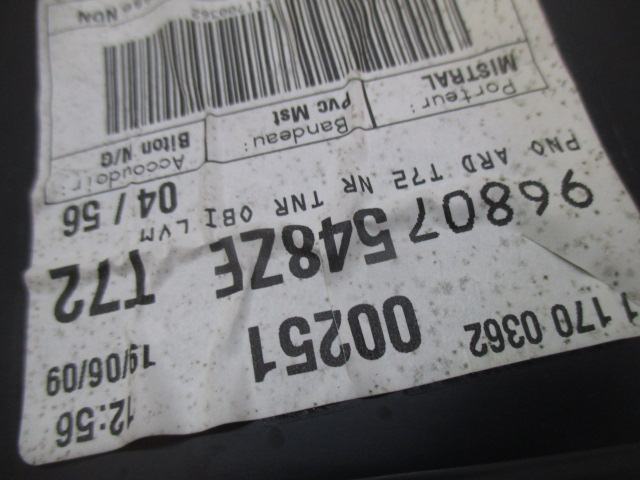 1 170 0362 12:56
00251 19/06/09
96807548ZE T72
PNO ARD T72 NR TNR OBI LVM 04 / 56
Porteur: Bandeau: Accoudoir:
MISTRAL Pvc Mst Biton N/G
11700362
NON